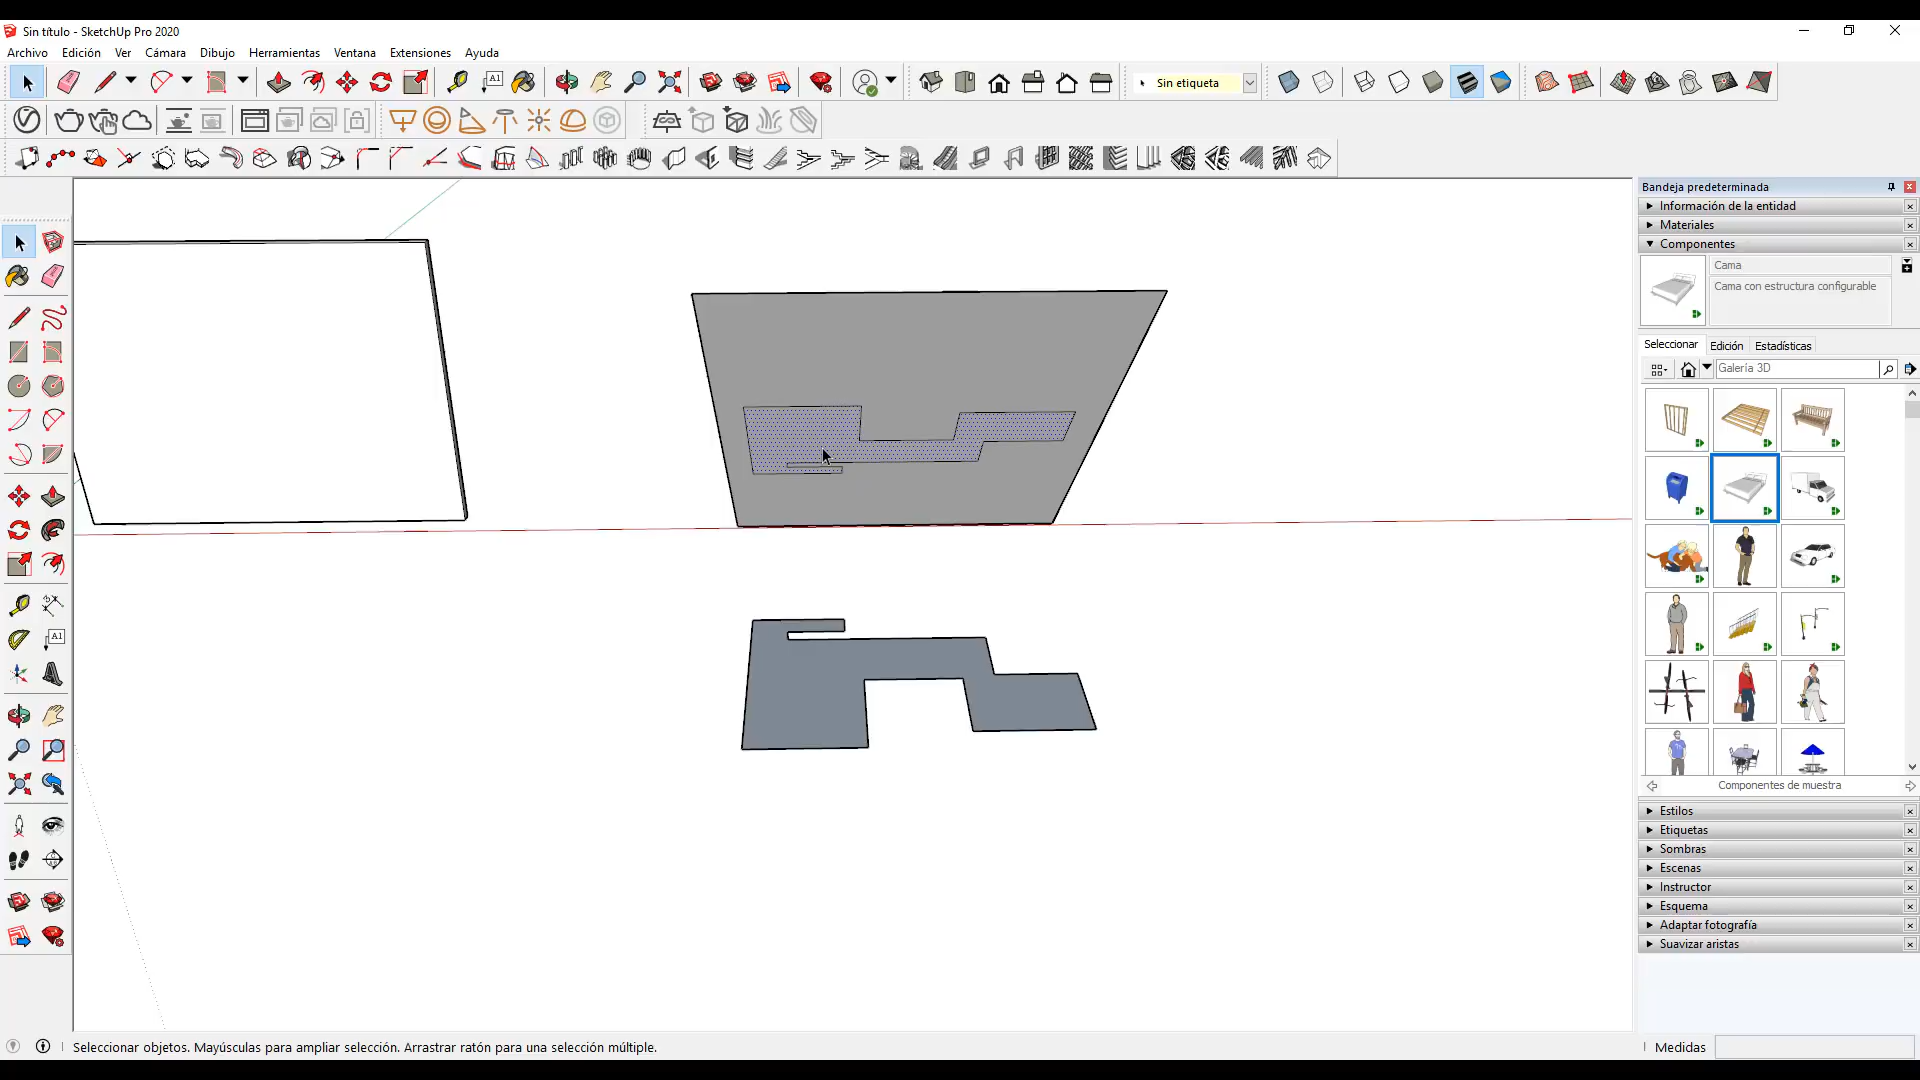 Sin título - SketchUp Pro 2020
Archivo Edición Ver Cámara Dibujo Herramientas Ventana Extensiones Ayuda
A1
Sin etiqueta
Bandeja predeterminada
Información de la entidad
Materiales
Componentes
Cama
Cama con estructura configurable
Seleccionar Edición Estadísticas
Galería 3D
A1
Componentes de muestra
Estilos
Etiquetas
Sombras
Escenas
Instructor
Esquema
Adaptar fotografía
Suavizar aristas
Seleccionar objetos. Mayúsculas para ampliar selección. Arrastrar ratón para una selección múltiple.
Medidas